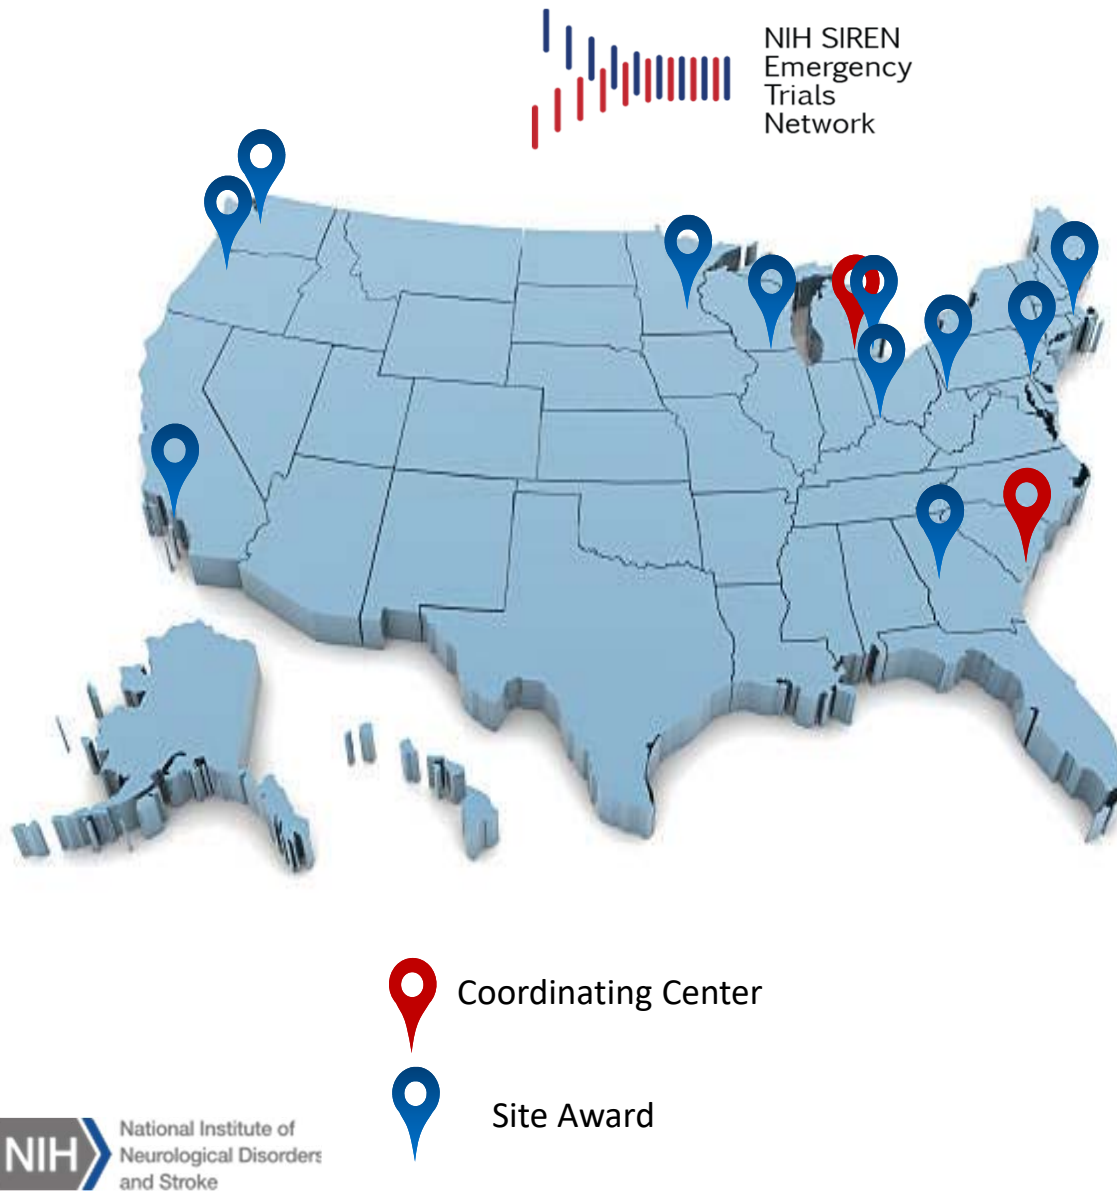 NIH SIREN
Emergency
Trials
Network
Coordinating Center
Site Award
NIH
National Institute of
Neurological Disorders
and Stroke